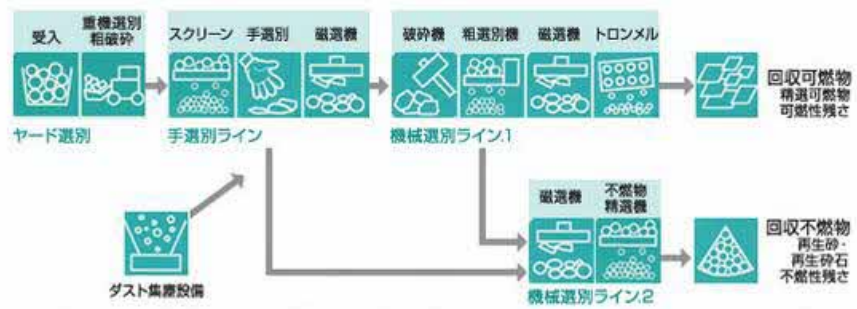 受入
重機選別
粗破砕
スクリーン
手選別
磁選機
破砕機
粗選別機
磁選機
トロンメル
回収可燃物
精選可燃物
可燃性残さ
ヤード選別
手選別ライン
機械選別ライン.1
磁選機
不燃物
精選機
回収不燃物
再生砂・
再生砕石
不燃性残さ
ダスト集塵設備
機械選別ライン.2